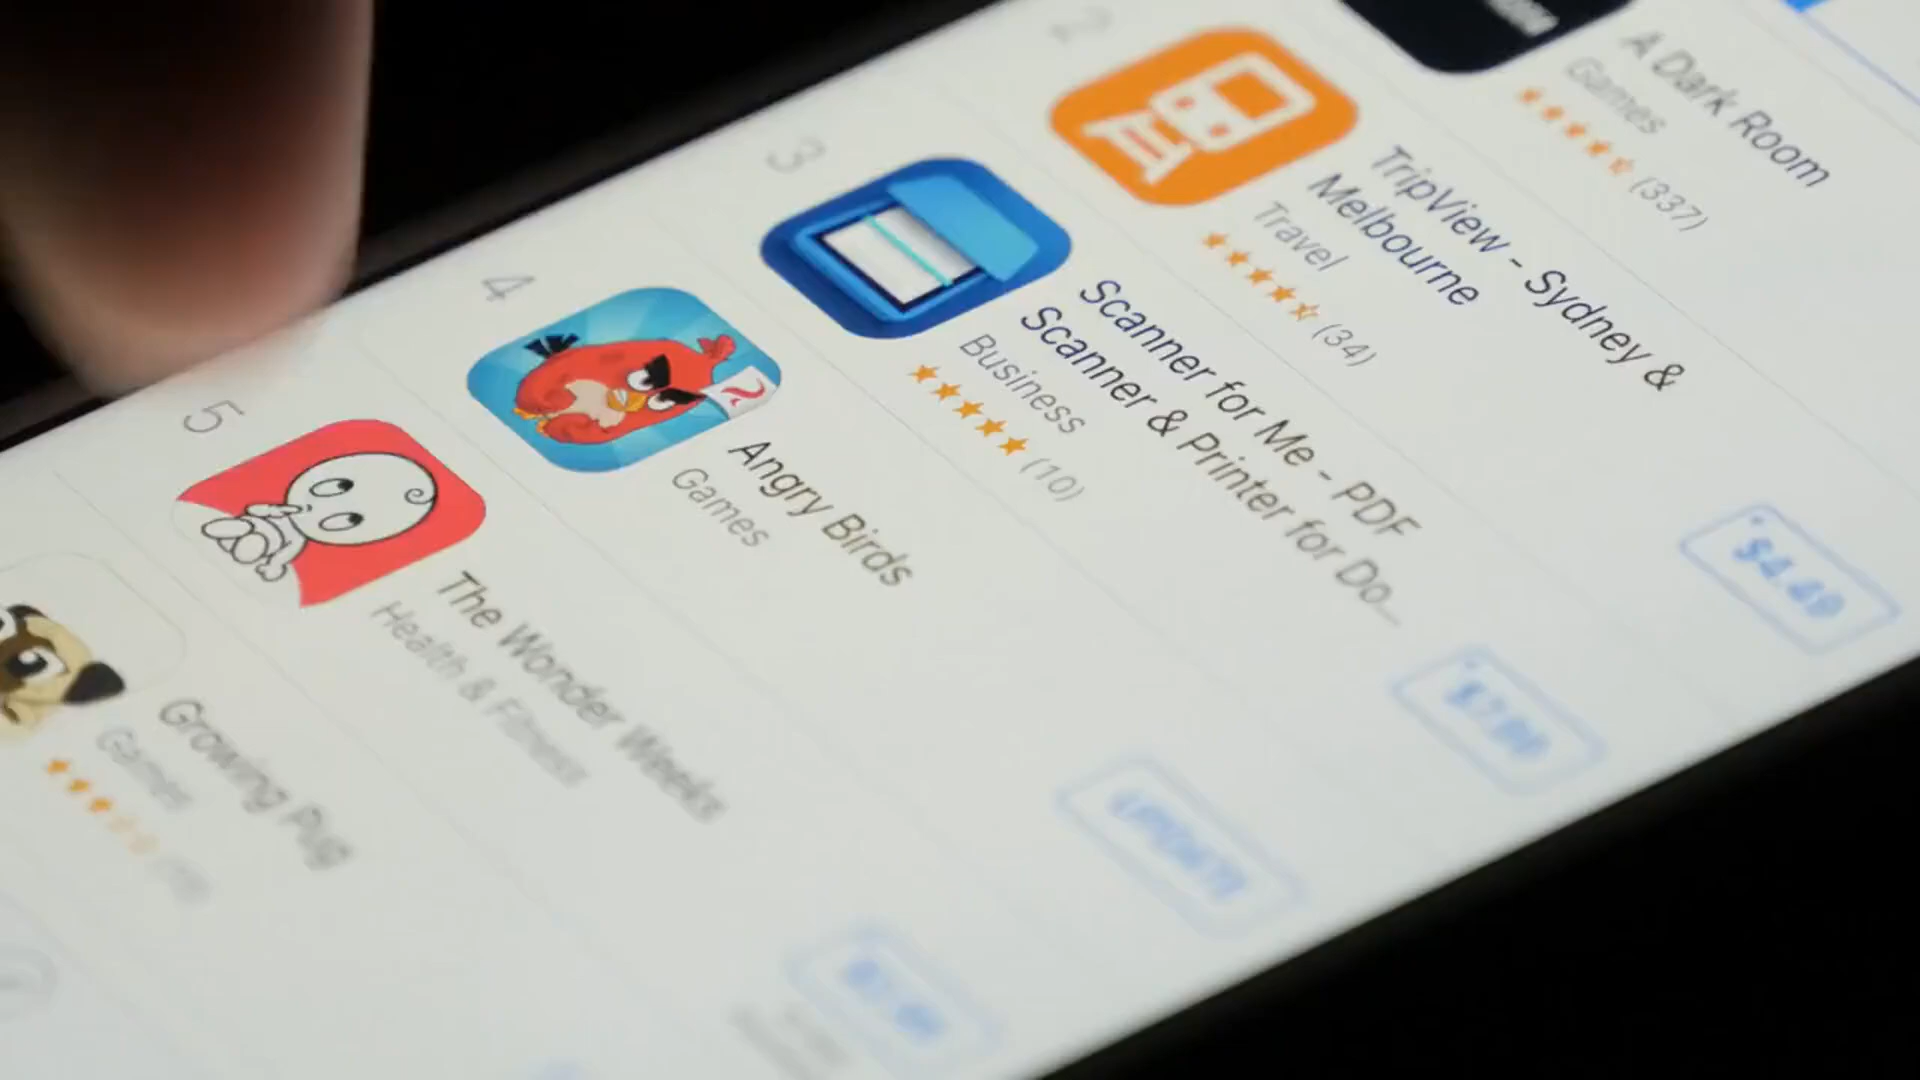 A Dark Room
Games
(337)
2
TripView - Sydney &
Melbourne
Travel
(34)
$4.49
3
Scanner for Me - PDF
Scanner & Printer for Do...
Business
(10)
4
Angry Birds
Games
UPDATE
5
The Wonder Weeks
Health & Fitness
Growing Pug
Games